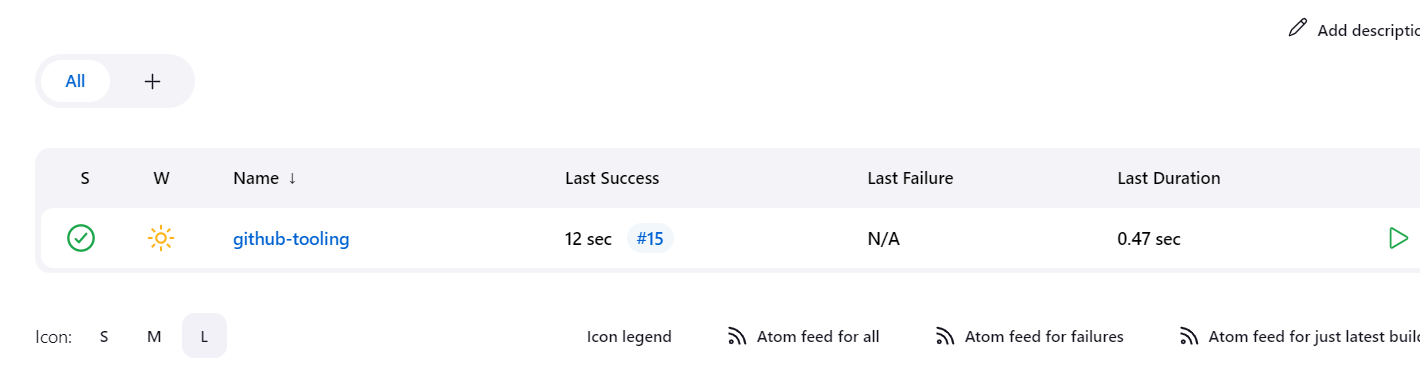 Add descriptic
All +
S W Name ↓ Last Success Last Failure Last Duration
github-tooling 12 sec #15 N/A 0.47 sec
Icon: S M L Icon legend Atom feed for all Atom feed for failures Atom feed for just latest build